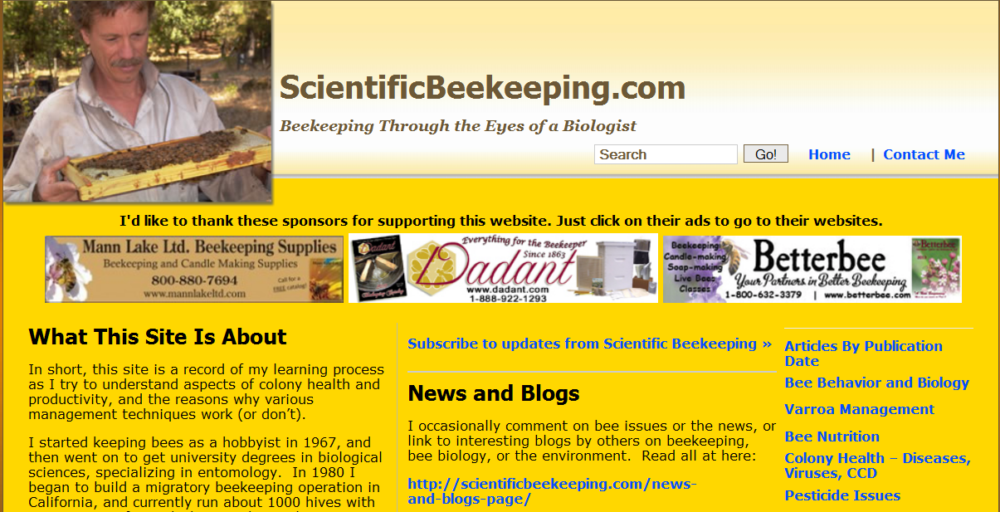 ScientificBeekeeping.com
Beekeeping Through the Eyes of a Biologist
Search
Go!
Home | Contact Me
I'd like to thank these sponsors for supporting this website. Just click on their ads to go to their websites.
Mann Lake Ltd. Beekeeping Supplies
Beekeeping and Candle Making Supplies
800-880-7694
www.mannlakeltd.com
Call for a
FREE catalog!
Dadant
Everything for the Beekeeper
Since 1863
Dadant
www.dadant.com
1-888-922-1293
Beekeeping
Candle-making
Soap-making
Live Bees
Classes
Betterbee
Your Partners in Better Beekeeping
1-800-632-3379 | www.betterbee.com
Betterbee
What This Site Is About
In short, this site is a record of my learning process
as I try to understand aspects of colony health and
productivity, and the reasons why various
management techniques work (or don’t).
I started keeping bees as a hobbyist in 1967, and
then went on to get university degrees in biological
sciences, specializing in entomology.  In 1980 I
began to build a migratory beekeeping operation in
California, and currently run about 1000 hives with
Subscribe to updates from Scientific Beekeeping »
News and Blogs
I occasionally comment on bee issues or the news, or
link to interesting blogs by others on beekeeping,
bee biology, or the environment.  Read all at here:
http://scientificbeekeeping.com/news-
and-blogs-page/
Articles By Publication
Date
Bee Behavior and Biology
Varroa Management
Bee Nutrition
Colony Health – Diseases,
Viruses, CCD
Pesticide Issues